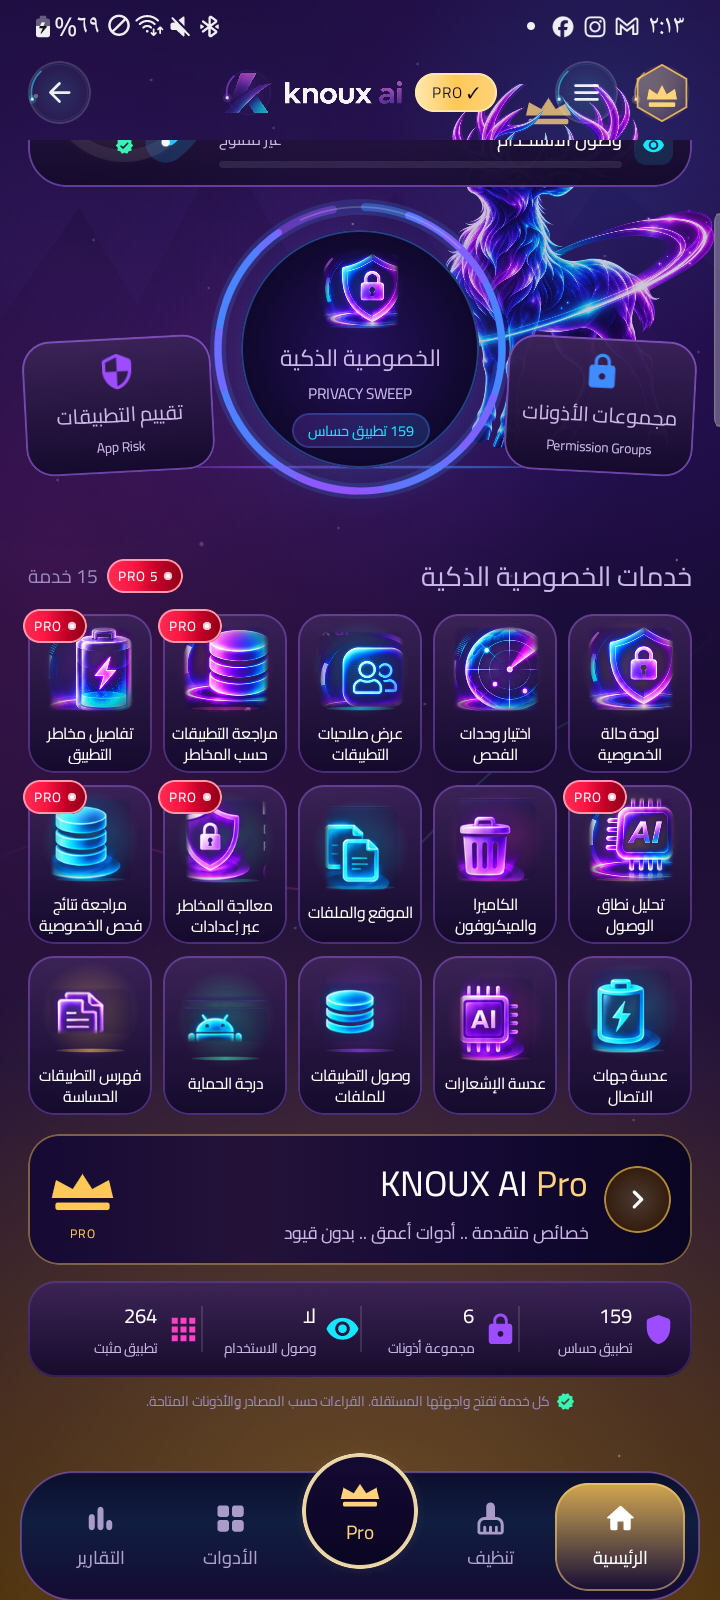 ٢:١٣
%٦٩
knoux ai
PRO ✓
وصول الاستخدام
غير ممنوح
الخصوصية الذكية
PRIVACY SWEEP
159 تطبيق حساس
مجموعات الأذونات
Permission Groups
تقييم التطبيقات
App Risk
خدمات الخصوصية الذكية
PRO 5
15 خدمة
لوحة حالة
الخصوصية
اختيار وحدات
الفحص
عرض صلاحيات
التطبيقات
PRO
مراجعة التطبيقات
حسب المخاطر
PRO
تفاصيل مخاطر
التطبيق
PRO
AI
تحليل نطاق
الوصول
الكاميرا
والميكروفون
الموقع والملفات
PRO
معالجة المخاطر
عبر إعدادات
PRO
مراجعة نتائج
فحص الخصوصية
عدسة جهات
الاتصال
AI
عدسة الإشعارات
وصول التطبيقات
للملفات
درجة الحماية
فهرس التطبيقات
الحساسة
KNOUX AI Pro
خصائص متقدمة .. أدوات أعمق .. بدون قيود
PRO
159
تطبيق حساس
6
مجموعة أذونات
لا
وصول الاستخدام
264
تطبيق مثبت
كل خدمة تفتح واجهتها المستقلة. القراءات حسب المصادر والأذونات المتاحة.
الرئيسية
تنظيف
Pro
الأدوات
التقارير